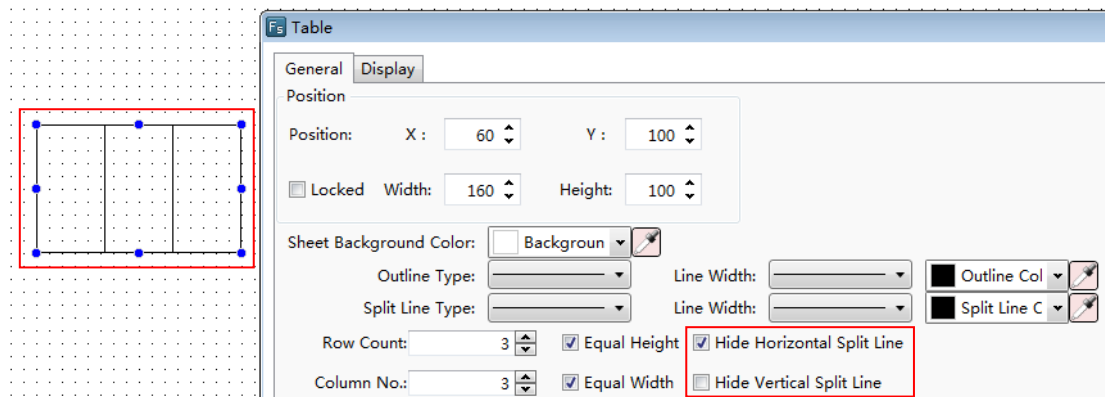 Fs Table
General Display
Position
Position: X : 60 Y : 100
Locked Width: 160 Height: 100
Sheet Background Color: Backgroun
Outline Type: Line Width: Outline Col
Split Line Type: Line Width: Split Line C
Row Count: 3 Equal Height Hide Horizontal Split Line
Column No.: 3 Equal Width Hide Vertical Split Line